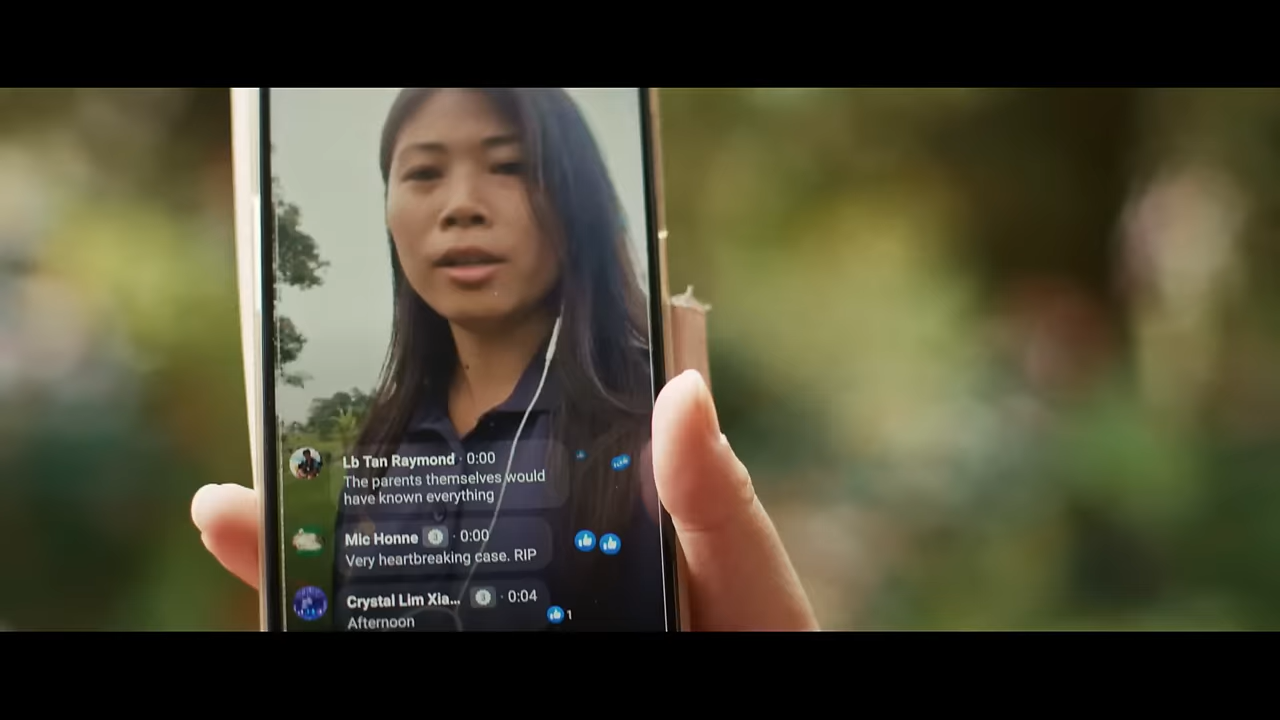 Lb Tan Raymond · 0:00
The parents themselves would
have known everything
Mic Honne · 0:00
Very heartbreaking case. RIP
Crystal Lim Xia... · 0:04
Afternoon
1